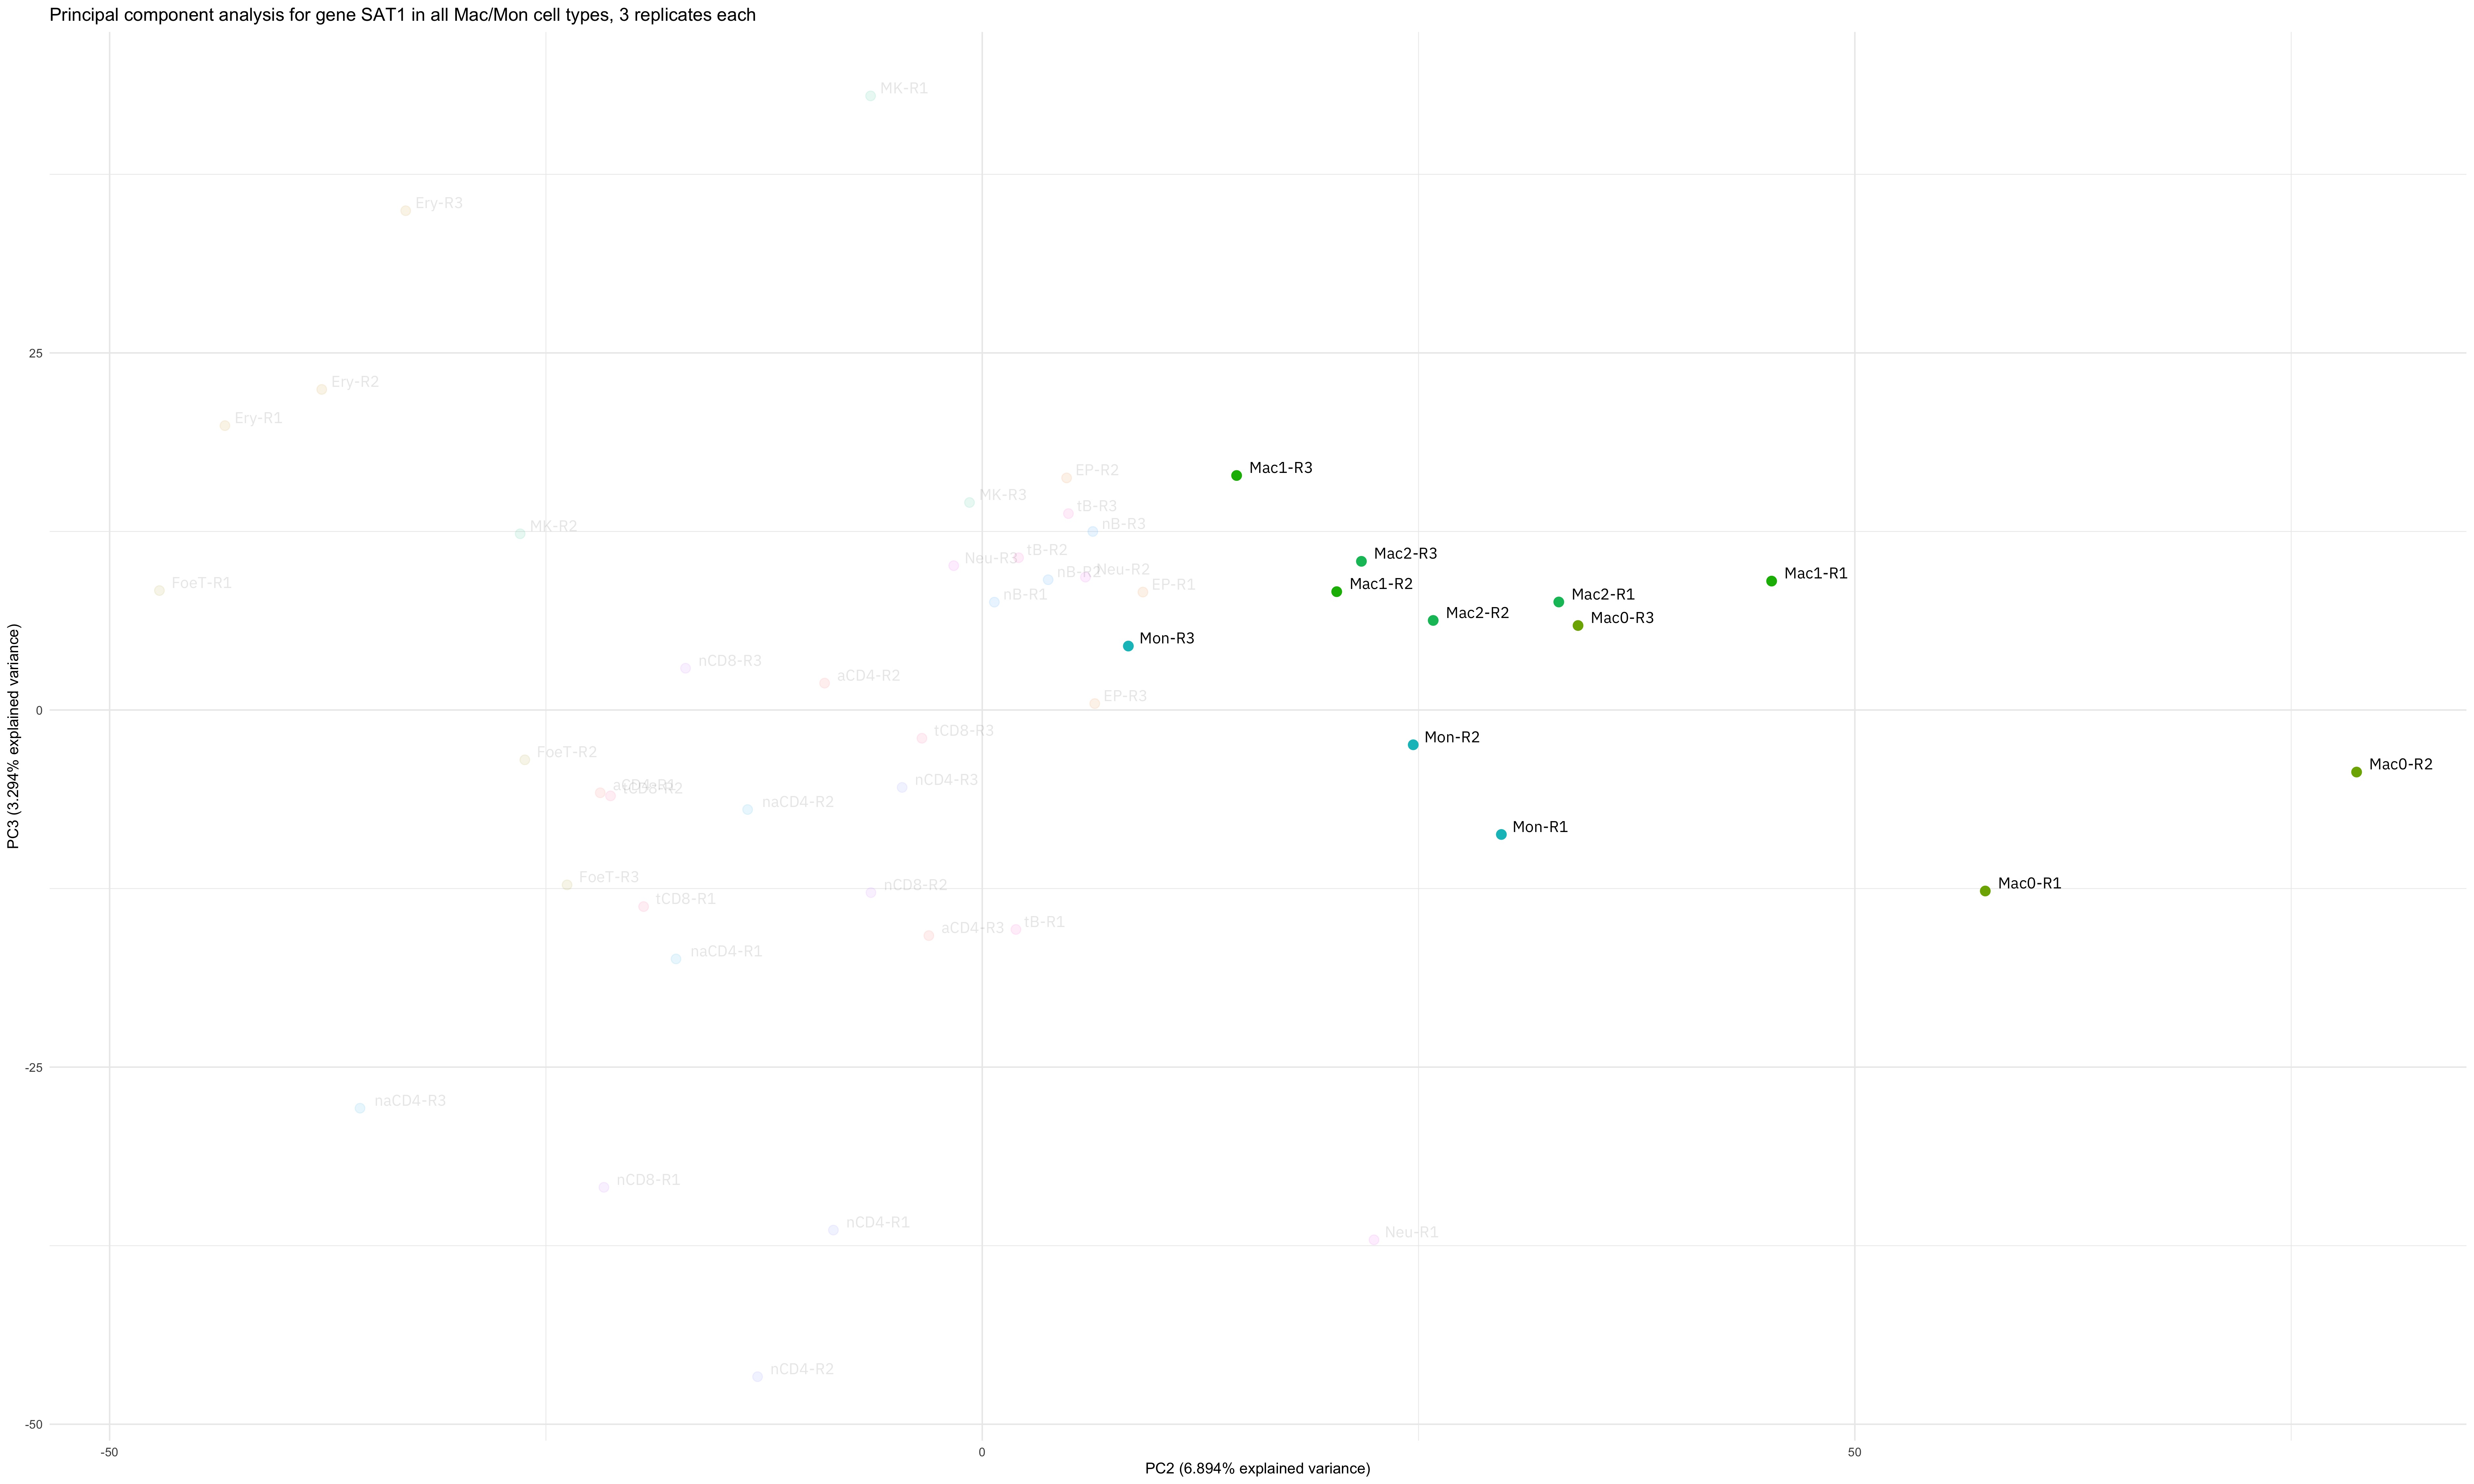 Principal component analysis for gene SAT1 in all Mac/Mon cell types, 3 replicates each
MK-R1
Ery-R3
25
Ery-R2
Ery-R1
Mac1-R3
EP-R2
MK-R3
tB-R3
nB-R3
MK-R2
tB-R2
Mac2-R3
Neu-R3
Neu-R2
nB-R2
Mac1-R1
FoeT-R1
EP-R1
Mac1-R2
nB-R1
Mac2-R1
Mac2-R2
Mac0-R3
Mon-R3
nCD8-R3
aCD4-R2
EP-R3
0
tCD8-R3
Mon-R2
FoeT-R2
Mac0-R2
nCD4-R3
aCD4-R1
tCD8-R2
naCD4-R2
Mon-R1
FoeT-R3
nCD8-R2
Mac0-R1
tCD8-R1
tB-R1
aCD4-R3
naCD4-R1
-25
naCD4-R3
nCD8-R1
nCD4-R1
Neu-R1
nCD4-R2
-50
PC3 (3.294% explained variance)
-50
0
50
PC2 (6.894% explained variance)